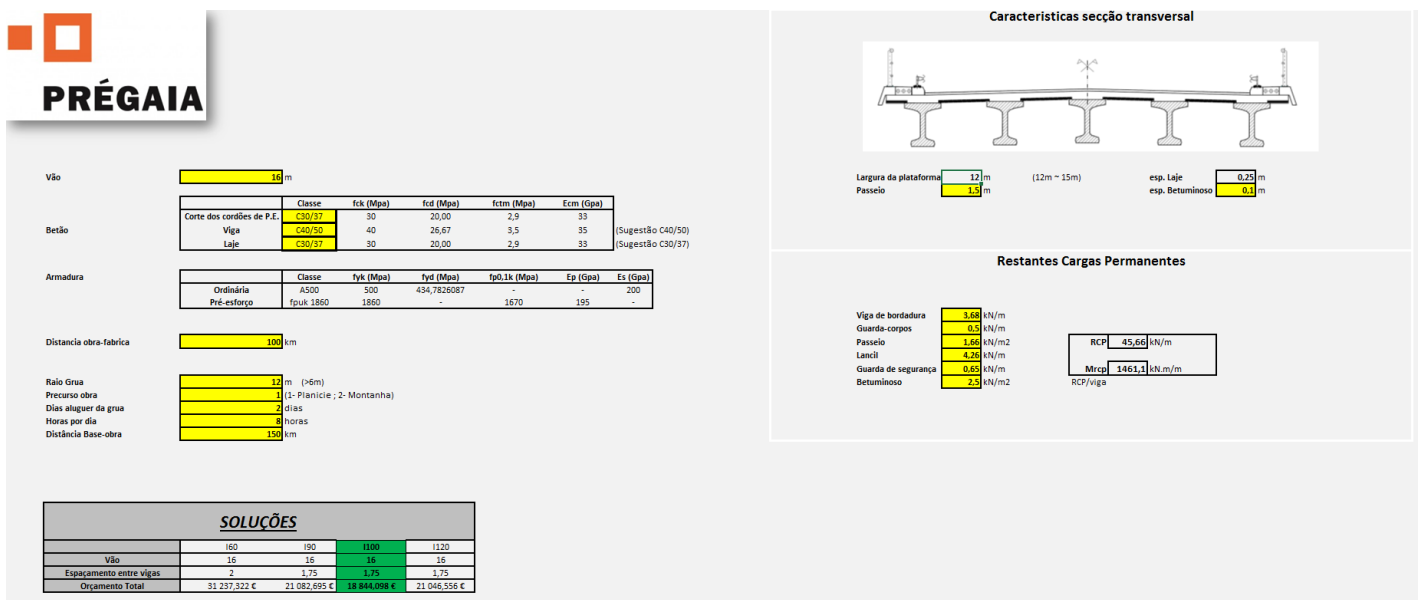 PRÉGAIA
Vão 16 m
Classe fck (Mpa) fcd (Mpa) fctm (Mpa) Ecm (Gpa)
Corte dos cordões de P.E. C30/37 30 20,00 2,9 33
Betão Viga C40/50 40 26,67 3,5 35 (Sugestão C40/50)
Laje C30/37 30 20,00 2,9 33 (Sugestão C30/37)
Armadura Classe fyk (Mpa) fyd (Mpa) fp0,1k (Mpa) Ep (Gpa) Es (Gpa)
Ordinária A500 500 434,7826087 - - 200
Pré-esforço fpuk 1860 1860 - 1670 195 -
Distancia obra-fabrica 100 km
Raio Grua 12 m (>6m)
Precurso obra 1 (1- Planicie ; 2- Montanha)
Dias aluguer da grua 2 dias
Horas por dia 8 horas
Distância Base-obra 150 km
SOLUÇÕES
I60 I90 I100 I120
Vão 16 16 16 16
Espaçamento entre vigas 2 1,75 1,75 1,75
Orçamento Total 31 237,322 € 21 082,695 € 18 844,098 € 21 046,556 €
Caracteristicas secção transversal
Largura da plataforma 12 m (12m ~ 15m) esp. Laje 0,25 m
Passeio 1,5 m esp. Betuminoso 0,1 m
Restantes Cargas Permanentes
Viga de bordadura 3,68 kN/m
Guarda-corpos 0,5 kN/m
Passeio 1,66 kN/m2 RCP 45,66 kN/m
Lancil 4,26 kN/m
Guarda de segurança 0,65 kN/m Mrcp 1461,1 kN.m/m
Betuminoso 2,5 kN/m2 RCP/viga